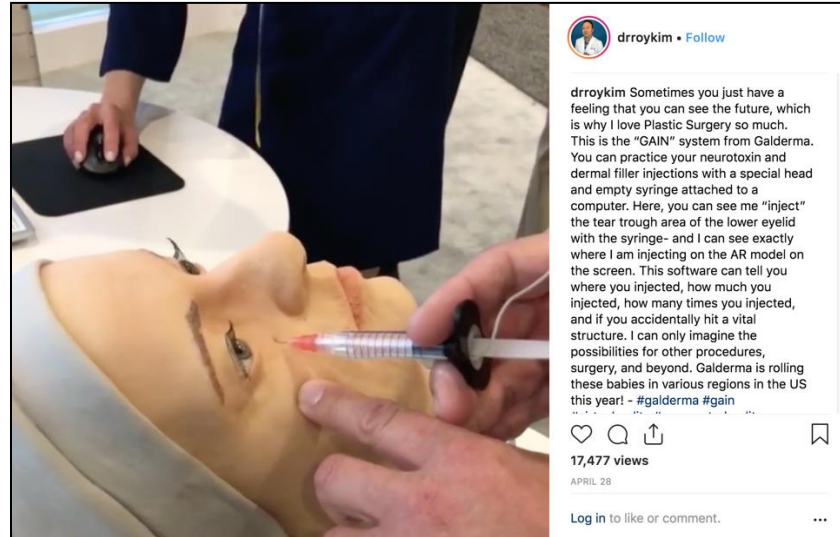 drroykim • Follow
drroykim Sometimes you just have a
feeling that you can see the future, which
is why I love Plastic Surgery so much.
This is the “GAIN” system from Galderma.
You can practice your neurotoxin and
dermal filler injections with a special head
and empty syringe attached to a
computer. Here, you can see me “inject”
the tear trough area of the lower eyelid
with the syringe- and I can see exactly
where I am injecting on the AR model on
the screen. This software can tell you
where you injected, how much you
injected, how many times you injected,
and if you accidentally hit a vital
structure. I can only imagine the
possibilities for other procedures,
surgery, and beyond. Galderma is rolling
these babies in various regions in the US
this year! - #galderma #gain
17,477 views
APRIL 28
Log in to like or comment.